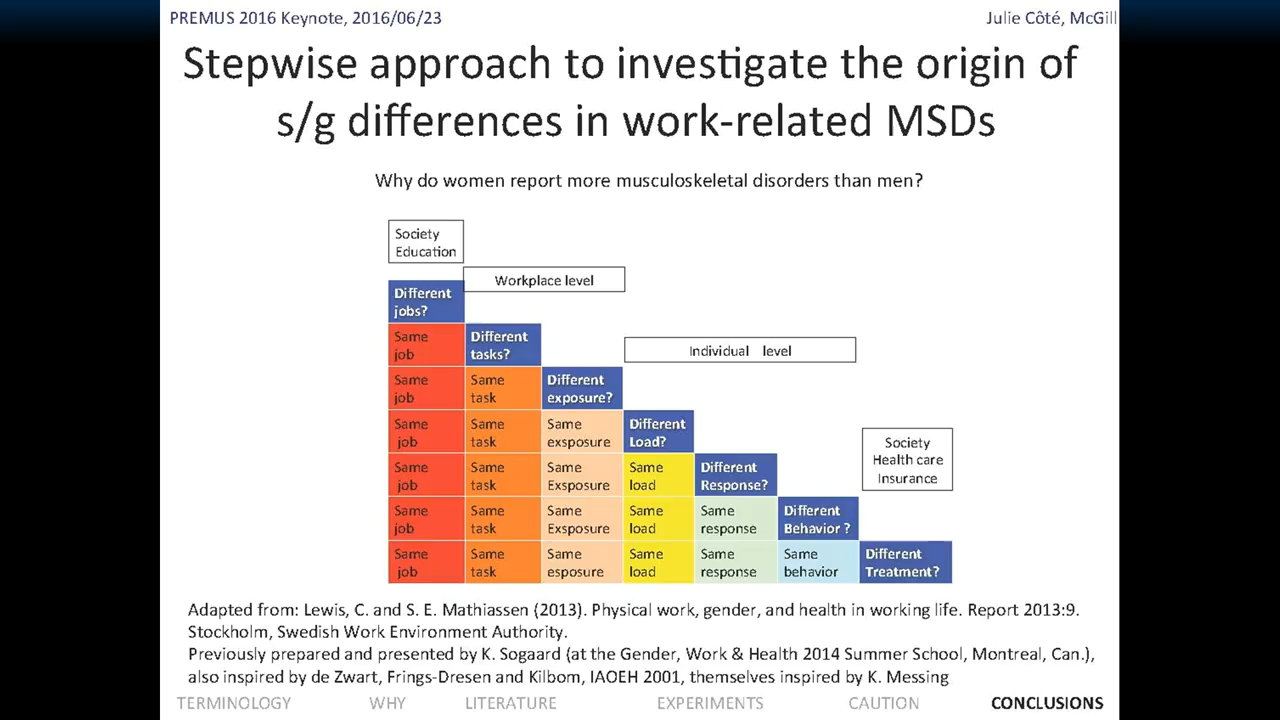 PREMUS 2016 Keynote, 2016/06/23
Julie Côté, McGill
Stepwise approach to investigate the origin of
s/g differences in work-related MSDs
Why do women report more musculoskeletal disorders than men?
Society
Education
Workplace level
Different
jobs?
Same
job
Different
tasks?
Individual level
Same
job
Same
task
Different
exposure?
Same
job
Same
task
Same
exsposure
Different
Load?
Society
Health care
Insurance
Same
job
Same
task
Same
Exsposure
Same
load
Different
Response?
Same
job
Same
task
Same
Exsposure
Same
load
Same
response
Different
Behavior ?
Same
job
Same
task
Same
esposure
Same
load
Same
response
Same
behavior
Different
Treatment?
Adapted from: Lewis, C. and S. E. Mathiassen (2013). Physical work, gender, and health in working life. Report 2013:9.
Stockholm, Swedish Work Environment Authority.
Previously prepared and presented by K. Sogaard (at the Gender, Work & Health 2014 Summer School, Montreal, Can.),
also inspired by de Zwart, Frings-Dresen and Kilbom, IAOEH 2001, themselves inspired by K. Messing
TERMINOLOGY WHY LITERATURE EXPERIMENTS CAUTION CONCLUSIONS